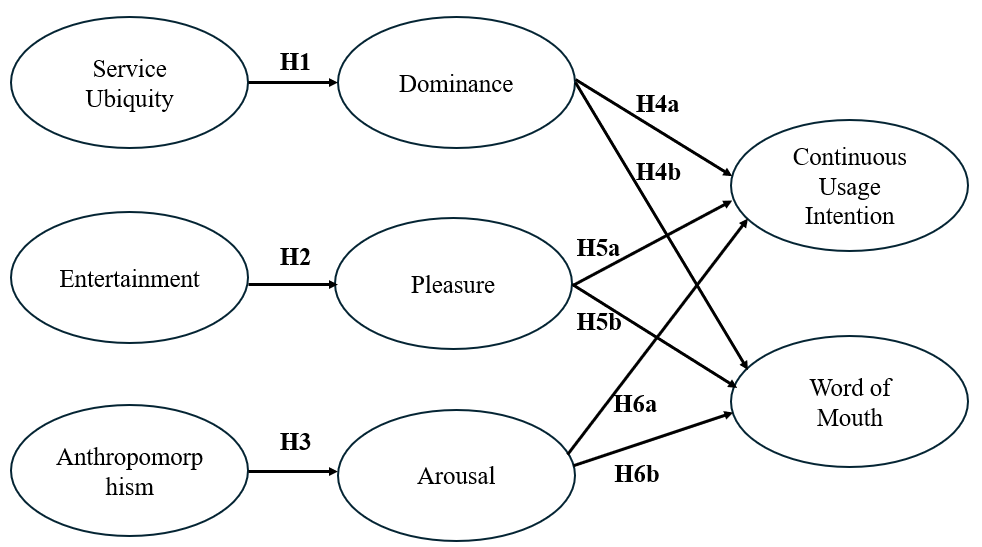 Service
Ubiquity
H1
Dominance
H4a
H4b
Continuous
Usage
Intention
Entertainment
H2
Pleasure
H5a
H5b
Word of
Mouth
Anthropomorp
hism
H3
Arousal
H6a
H6b